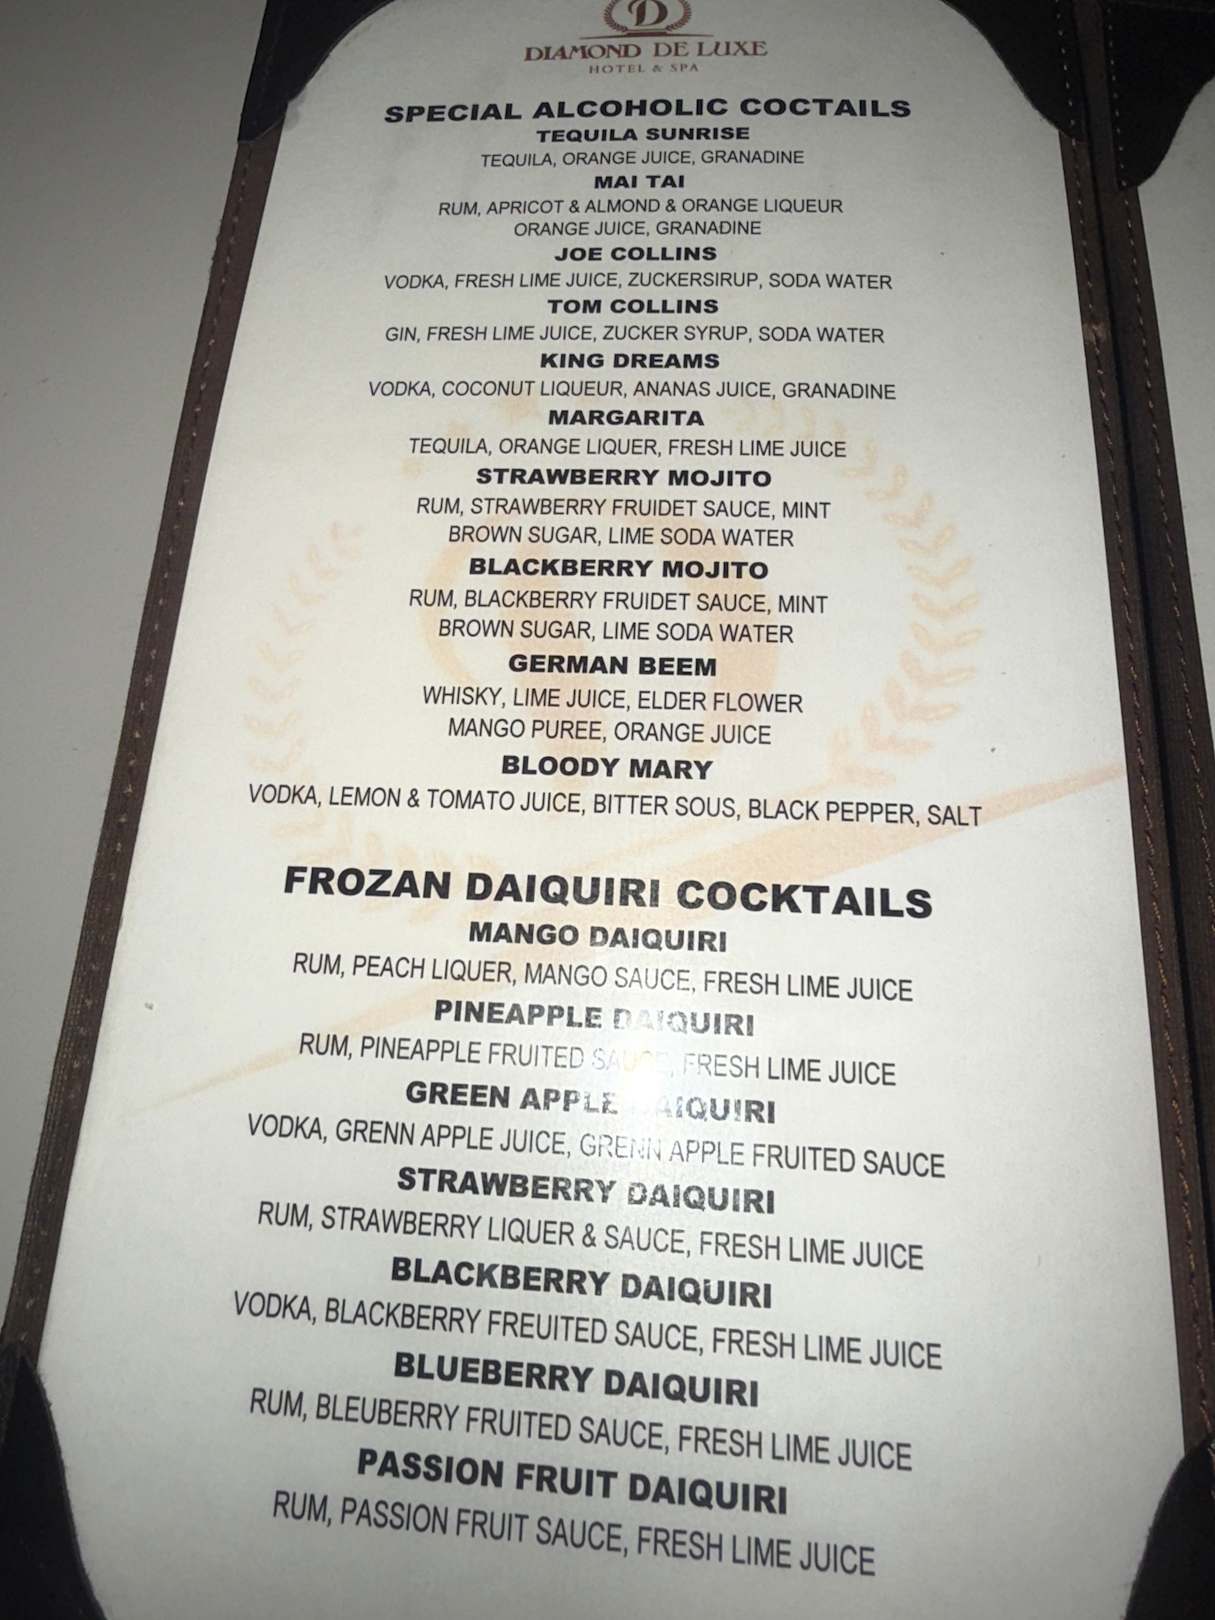 D
DIAMOND DE LUXE
HOTEL & SPA
SPECIAL ALCOHOLIC COCTAILS
TEQUILA SUNRISE
TEQUILA, ORANGE JUICE, GRANADINE
MAI TAI
RUM, APRICOT & ALMOND & ORANGE LIQUEUR
ORANGE JUICE, GRANADINE
JOE COLLINS
VODKA, FRESH LIME JUICE, ZUCKERSIRUP, SODA WATER
TOM COLLINS
GIN, FRESH LIME JUICE, ZUCKER SYRUP, SODA WATER
KING DREAMS
VODKA, COCONUT LIQUEUR, ANANAS JUICE, GRANADINE
MARGARITA
TEQUILA, ORANGE LIQUER, FRESH LIME JUICE
STRAWBERRY MOJITO
RUM, STRAWBERRY FRUIDET SAUCE, MINT
BROWN SUGAR, LIME SODA WATER
BLACKBERRY MOJITO
RUM, BLACKBERRY FRUIDET SAUCE, MINT
BROWN SUGAR, LIME SODA WATER
GERMAN BEEM
WHISKY, LIME JUICE, ELDER FLOWER
MANGO PUREE, ORANGE JUICE
BLOODY MARY
VODKA, LEMON & TOMATO JUICE, BITTER SOUS, BLACK PEPPER, SALT
FROZAN DAIQUIRI COCKTAILS
MANGO DAIQUIRI
RUM, PEACH LIQUER, MANGO SAUCE, FRESH LIME JUICE
PINEAPPLE DAIQUIRI
RUM, PINEAPPLE FRUITED SAUCE, FRESH LIME JUICE
GREEN APPLE DAIQUIRI
VODKA, GRENN APPLE JUICE, GRENN APPLE FRUITED SAUCE
STRAWBERRY DAIQUIRI
RUM, STRAWBERRY LIQUER & SAUCE, FRESH LIME JUICE
BLACKBERRY DAIQUIRI
VODKA, BLACKBERRY FREUITED SAUCE, FRESH LIME JUICE
BLUEBERRY DAIQUIRI
RUM, BLEUBERRY FRUITED SAUCE, FRESH LIME JUICE
PASSION FRUIT DAIQUIRI
RUM, PASSION FRUIT SAUCE, FRESH LIME JUICE